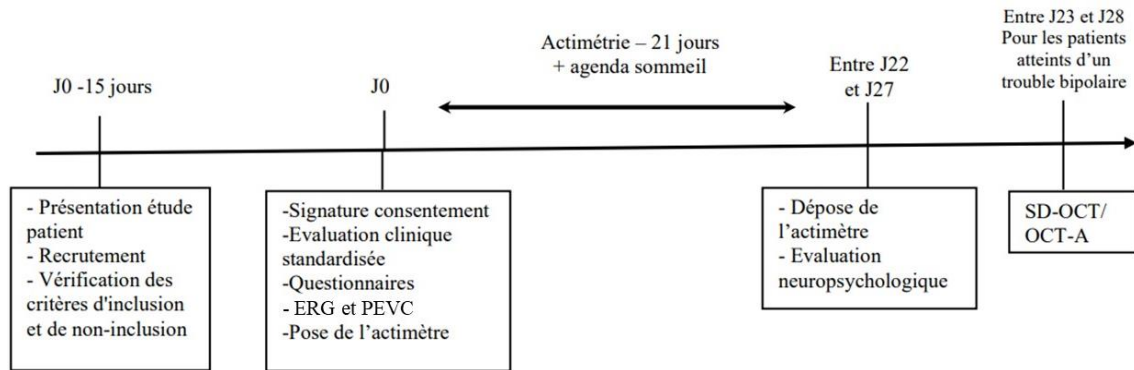 J0 -15 jours
J0
Actimétrie – 21 jours
+ agenda sommeil
Entre J22
et J27
Entre J23 et J28
Pour les patients
atteints d’un
trouble bipolaire
- Présentation étude
patient
- Recrutement
- Vérification des
critères d'inclusion
et de non-inclusion
-Signature consentement
-Evaluation clinique
standardisée
-Questionnaires
- ERG et PEVC
-Pose de l’actimètre
- Dépose de
l’actimètre
- Evaluation
neuropsychologique
SD-OCT/
OCT-A